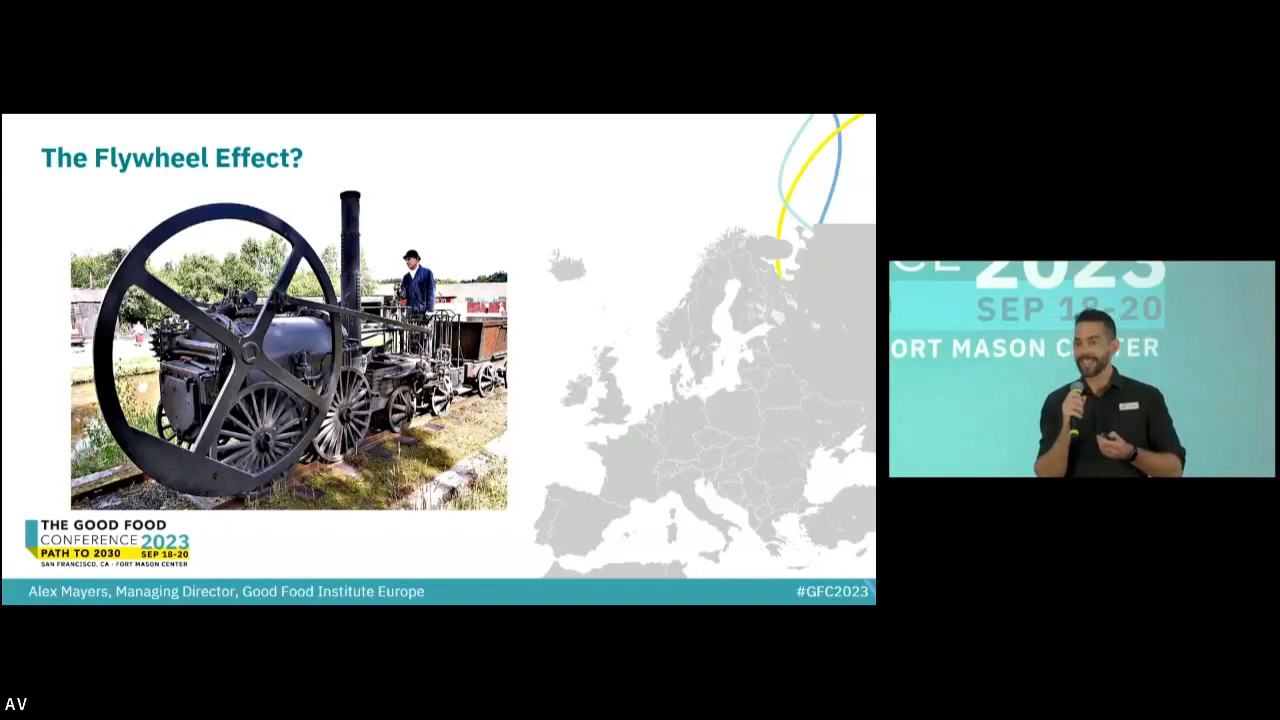 The Flywheel Effect?
THE GOOD FOOD
CONFERENCE 2023
PATH TO 2030 SEP 18-20
SAN FRANCISCO, CA · FORT MASON CENTER
Alex Mayers, Managing Director, Good Food Institute Europe
#GFC2023
2023
SEP 18-20
ORT MASON CENTER
AV